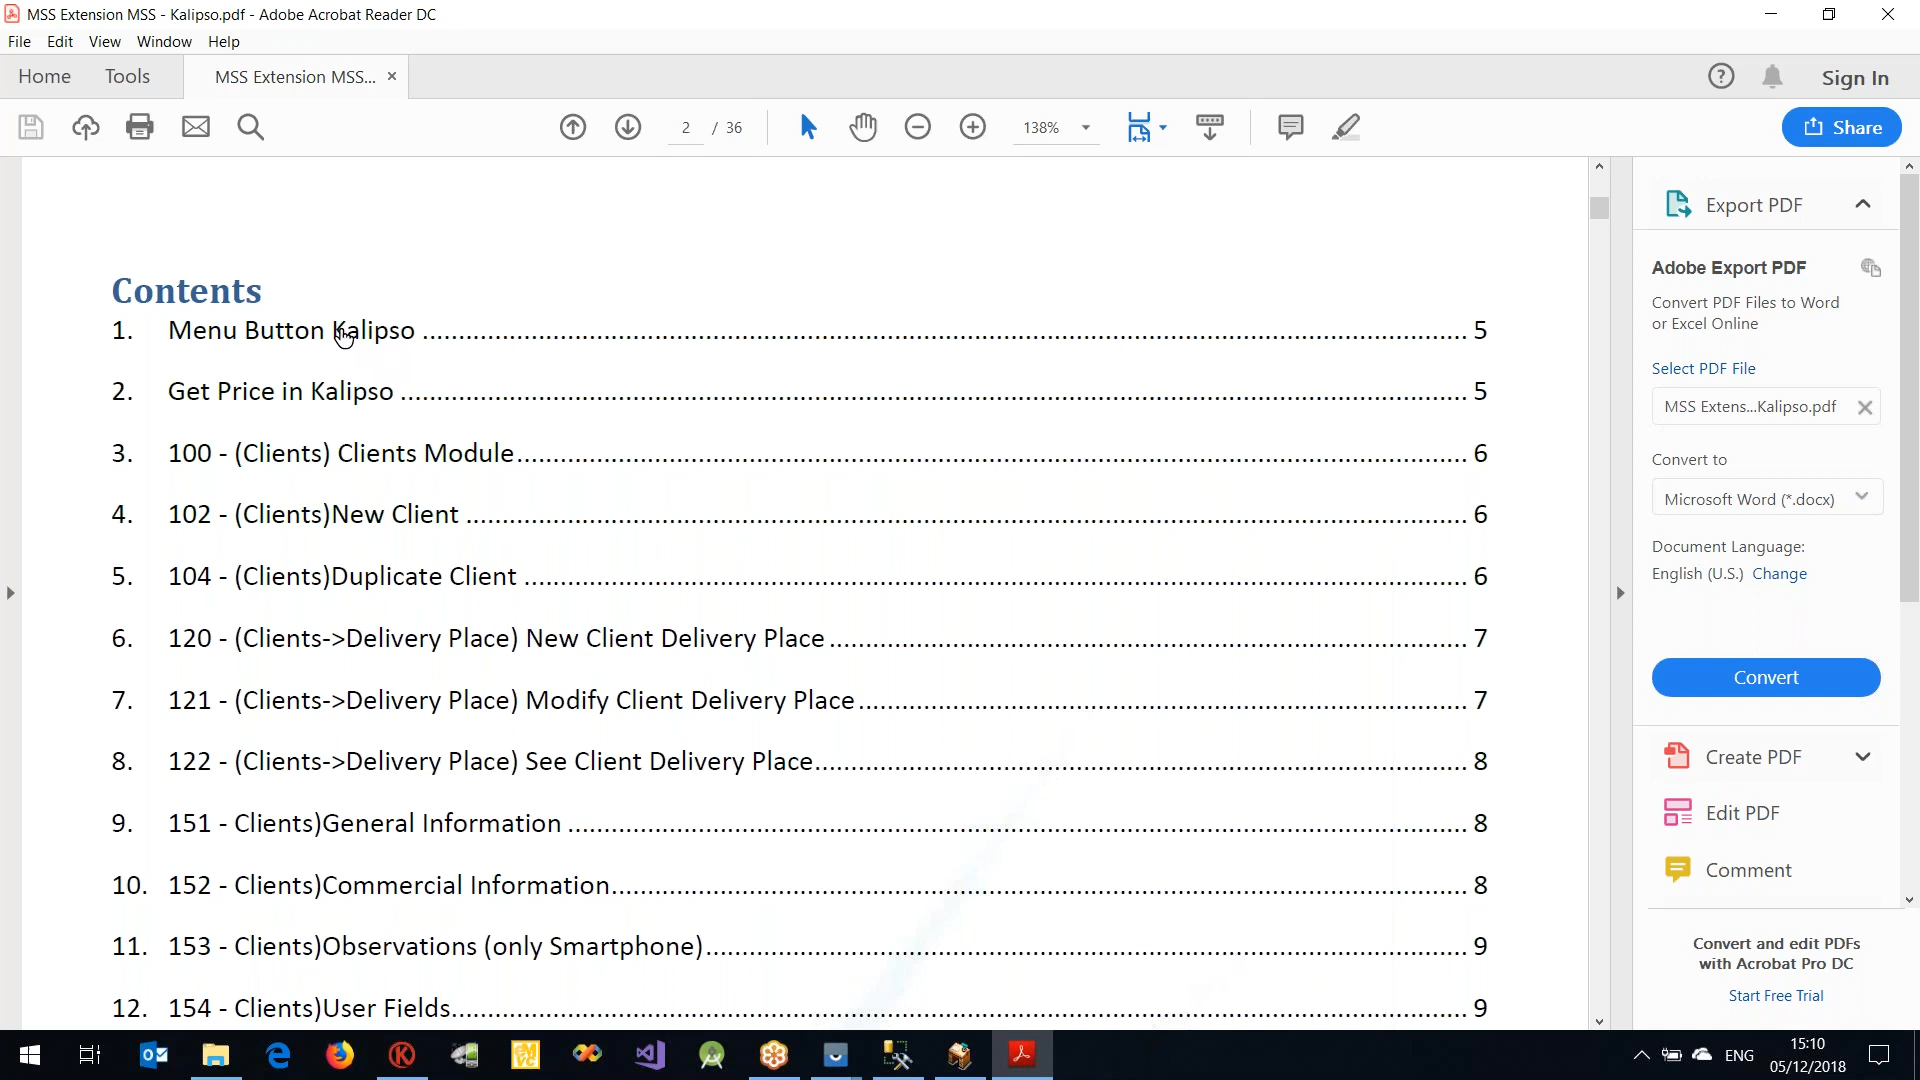 MSS Extension MSS - Kalipso.pdf - Adobe Acrobat Reader DC
File Edit View Window Help
Home Tools MSS Extension MSS... × Sign In
2 / 36 138% Share
Contents
1. Menu Button Kalipso 5
2. Get Price in Kalipso 5
3. 100 - (Clients) Clients Module 6
4. 102 - (Clients)New Client 6
5. 104 - (Clients)Duplicate Client 6
6. 120 - (Clients->Delivery Place) New Client Delivery Place 7
7. 121 - (Clients->Delivery Place) Modify Client Delivery Place 7
8. 122 - (Clients->Delivery Place) See Client Delivery Place 8
9. 151 - Clients)General Information 8
10. 152 - Clients)Commercial Information 8
11. 153 - Clients)Observations (only Smartphone) 9
12. 154 - Clients)User Fields 9
Export PDF
Adobe Export PDF
Convert PDF Files to Word
or Excel Online
Select PDF File
MSS Extens...Kalipso.pdf
Convert to
Microsoft Word (*.docx)
Document Language:
English (U.S.) Change
Convert
Create PDF
Edit PDF
Comment
Convert and edit PDFs
with Acrobat Pro DC
Start Free Trial
ENG
15:10
05/12/2018